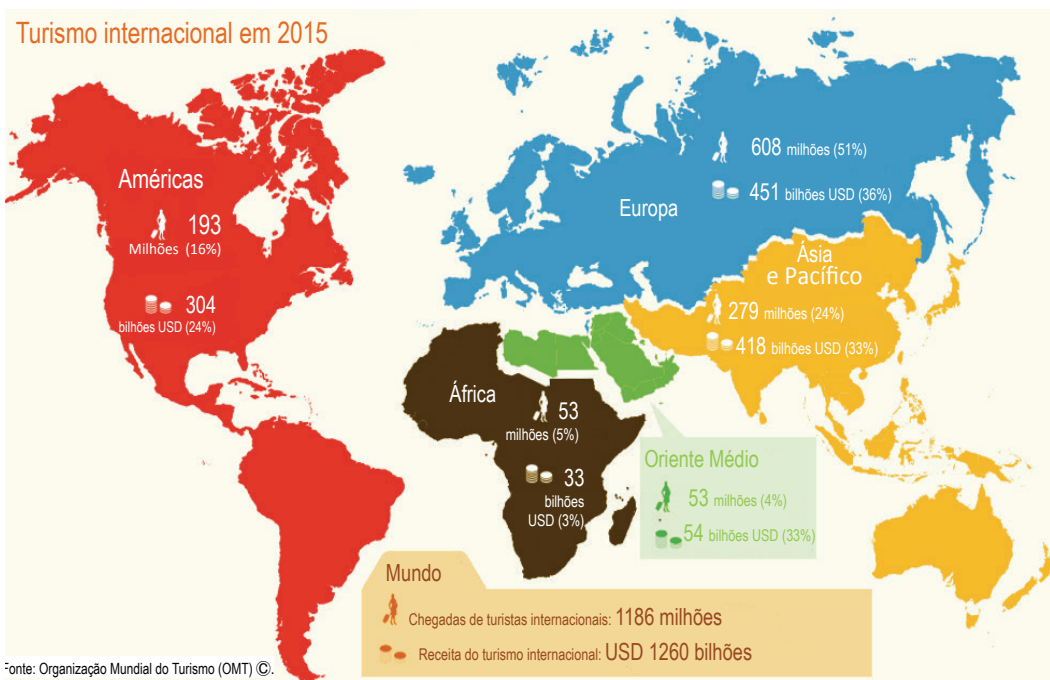 Turismo internacional em 2015
Américas
193
Milhões (16%)
304
bilhões USD (24%)
Europa
608 milhões (51%)
451 bilhões USD (36%)
Ásia
e Pacífico
279 milhões (24%)
418 bilhões USD (33%)
África
53
milhões (5%)
33
bilhões
USD (3%)
Oriente Médio
53 milhões (4%)
54 bilhões USD (33%)
Mundo
Chegadas de turistas internacionais: 1186 milhões
Receita do turismo internacional: USD 1260 bilhões
Fonte: Organização Mundial do Turismo (OMT) ©.